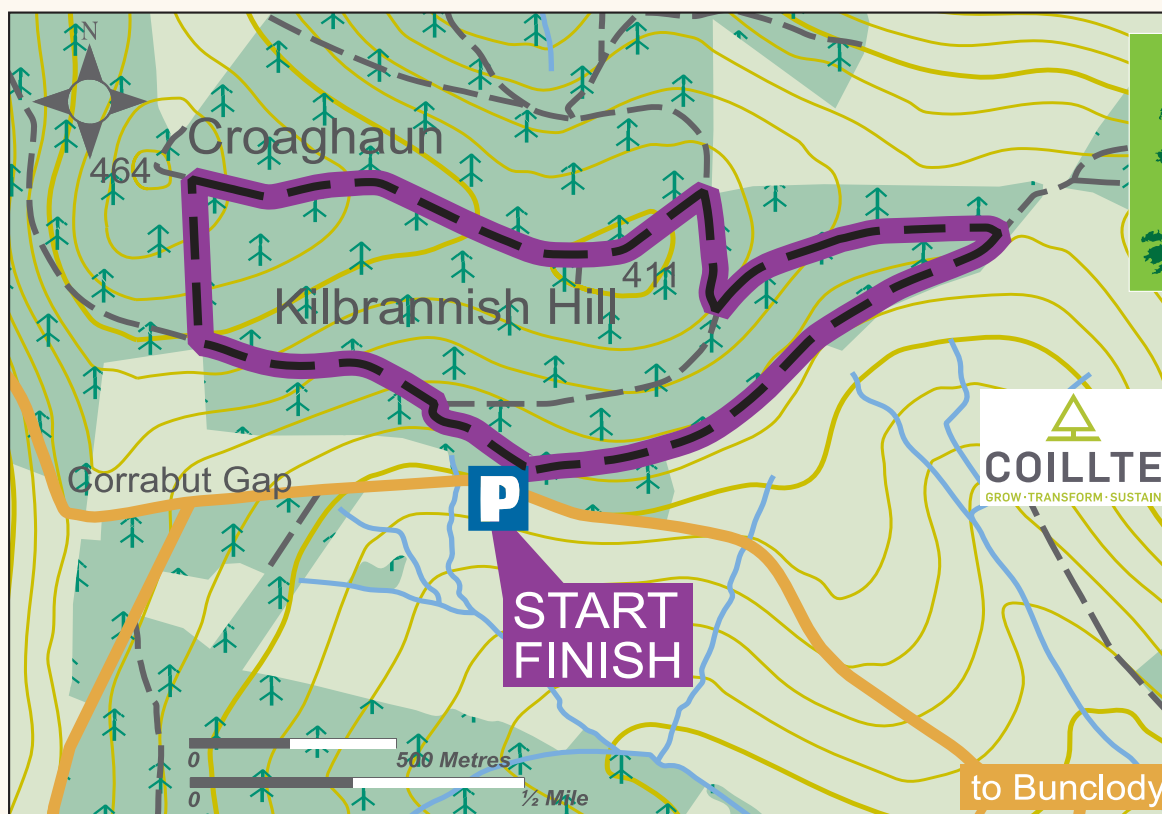 N
Croaghaun
464
411
Kilbrannish Hill
COILLTE
GROW·TRANSFORM·SUSTAIN
Corrabut Gap
P
START
FINISH
0
500 Metres
0
½ Mile
to Bunclody